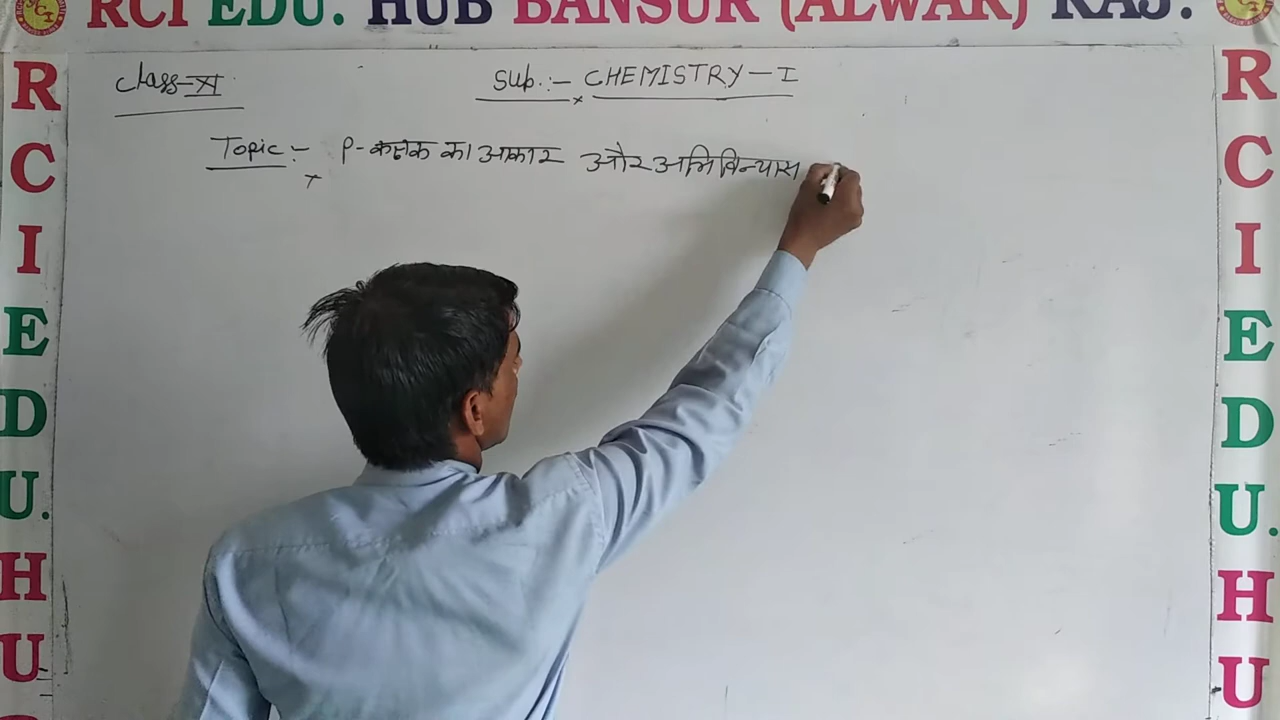 RCI EDU. HUB BANSUR (ALWAR) RAJ.
Class-XI
Sub.:- CHEMISTRY-I
Topic:- P-कक्षक का आकार और अभिविन्यास
R
C
I
E
D
U.
H
U
R
C
I
E
D
U.
H
U